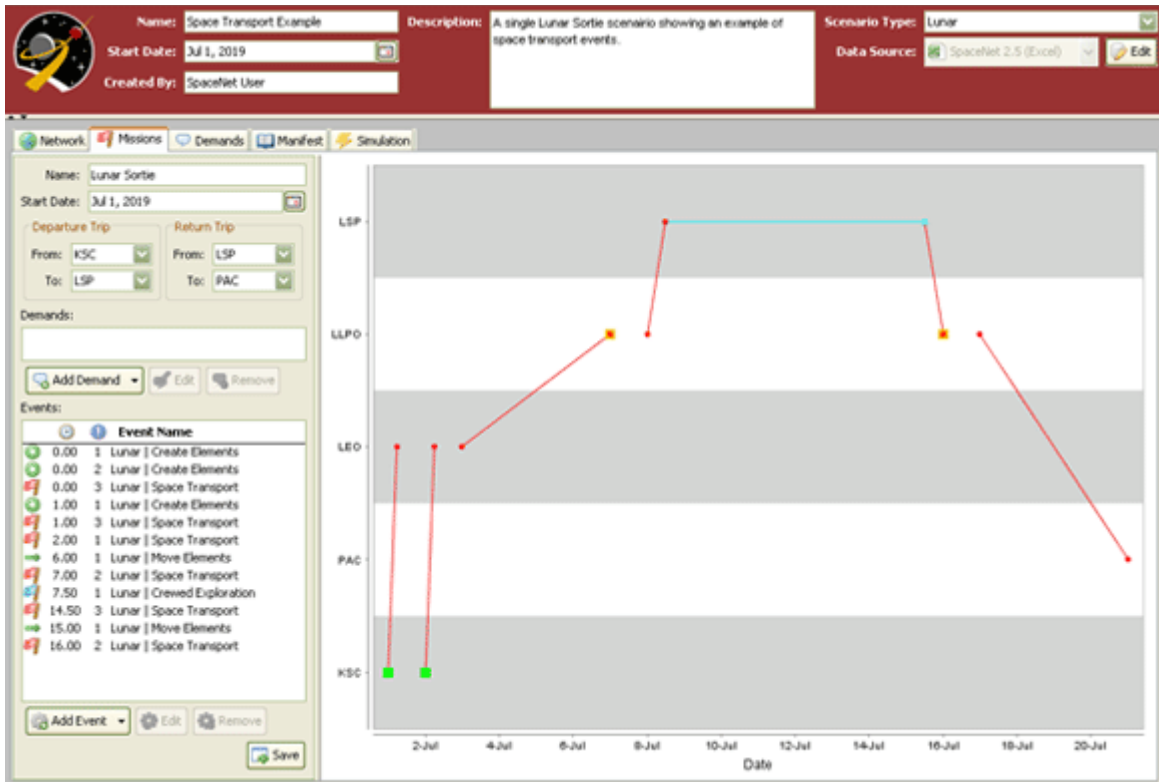 Name: Space Transport Example
Start Date: Jul 1, 2019
Created By: SpaceNet User
Description: A single Lunar Sortie scenairio showing an example of
space transport events.
Scenario Type: Lunar
Data Source: SpaceNet 2.5 (Excel) Edit
Network Missions Demands Manifest Simulation
Name: Lunar Sortie
Start Date: Jul 1, 2019
Departure Trip Return Trip
From: KSC From: LSP
To: LSP To: PAC
Demands:
Add Demand Edit Remove
Events:
Event Name
0.00 1 Lunar | Create Elements
0.00 2 Lunar | Create Elements
0.00 3 Lunar | Space Transport
1.00 1 Lunar | Create Elements
1.00 3 Lunar | Space Transport
2.00 1 Lunar | Space Transport
6.00 1 Lunar | Move Elements
7.00 2 Lunar | Space Transport
7.50 1 Lunar | Crewed Exploration
14.50 3 Lunar | Space Transport
15.00 1 Lunar | Move Elements
16.00 2 Lunar | Space Transport
Add Event Edit Remove
Save
LSP
LLPO
LEO
PAC
KSC
2-Jul 4-Jul 6-Jul 8-Jul 10-Jul 12-Jul 14-Jul 16-Jul 18-Jul 20-Jul
Date